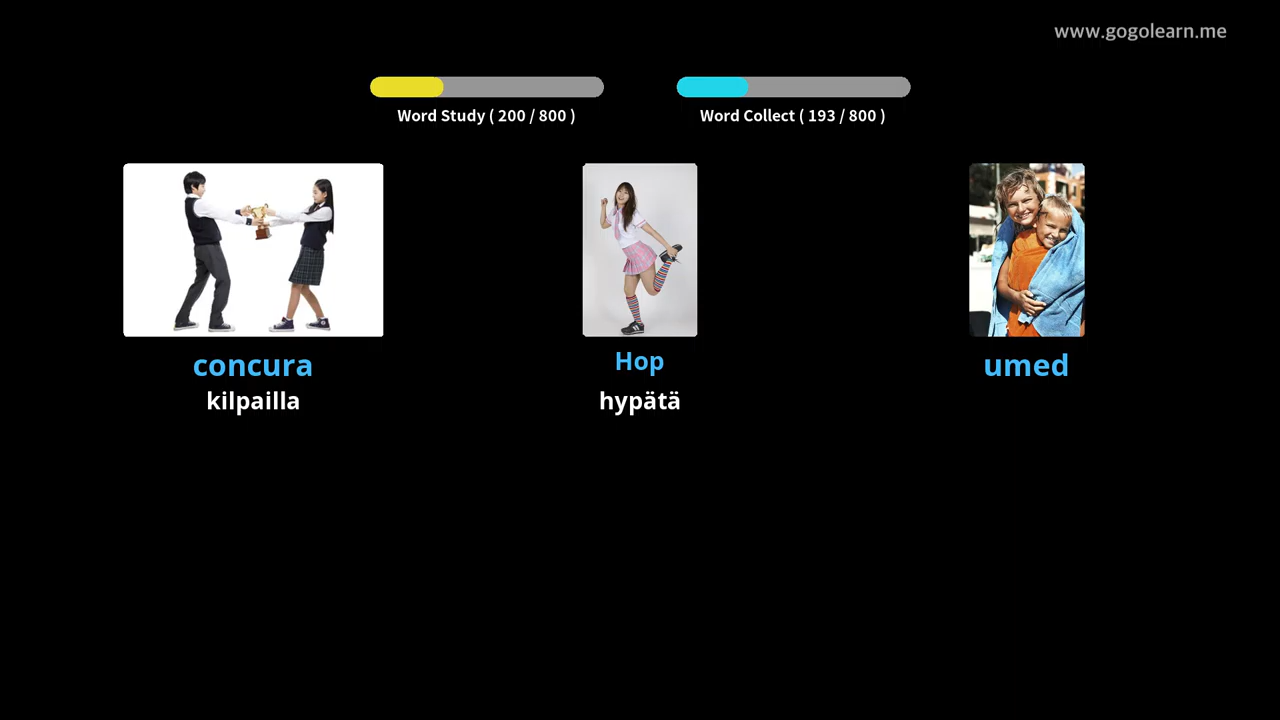 www.gogolearn.me
Word Study ( 200 / 800 )
Word Collect ( 193 / 800 )
concura
kilpailla
Hop
hypätä
umed